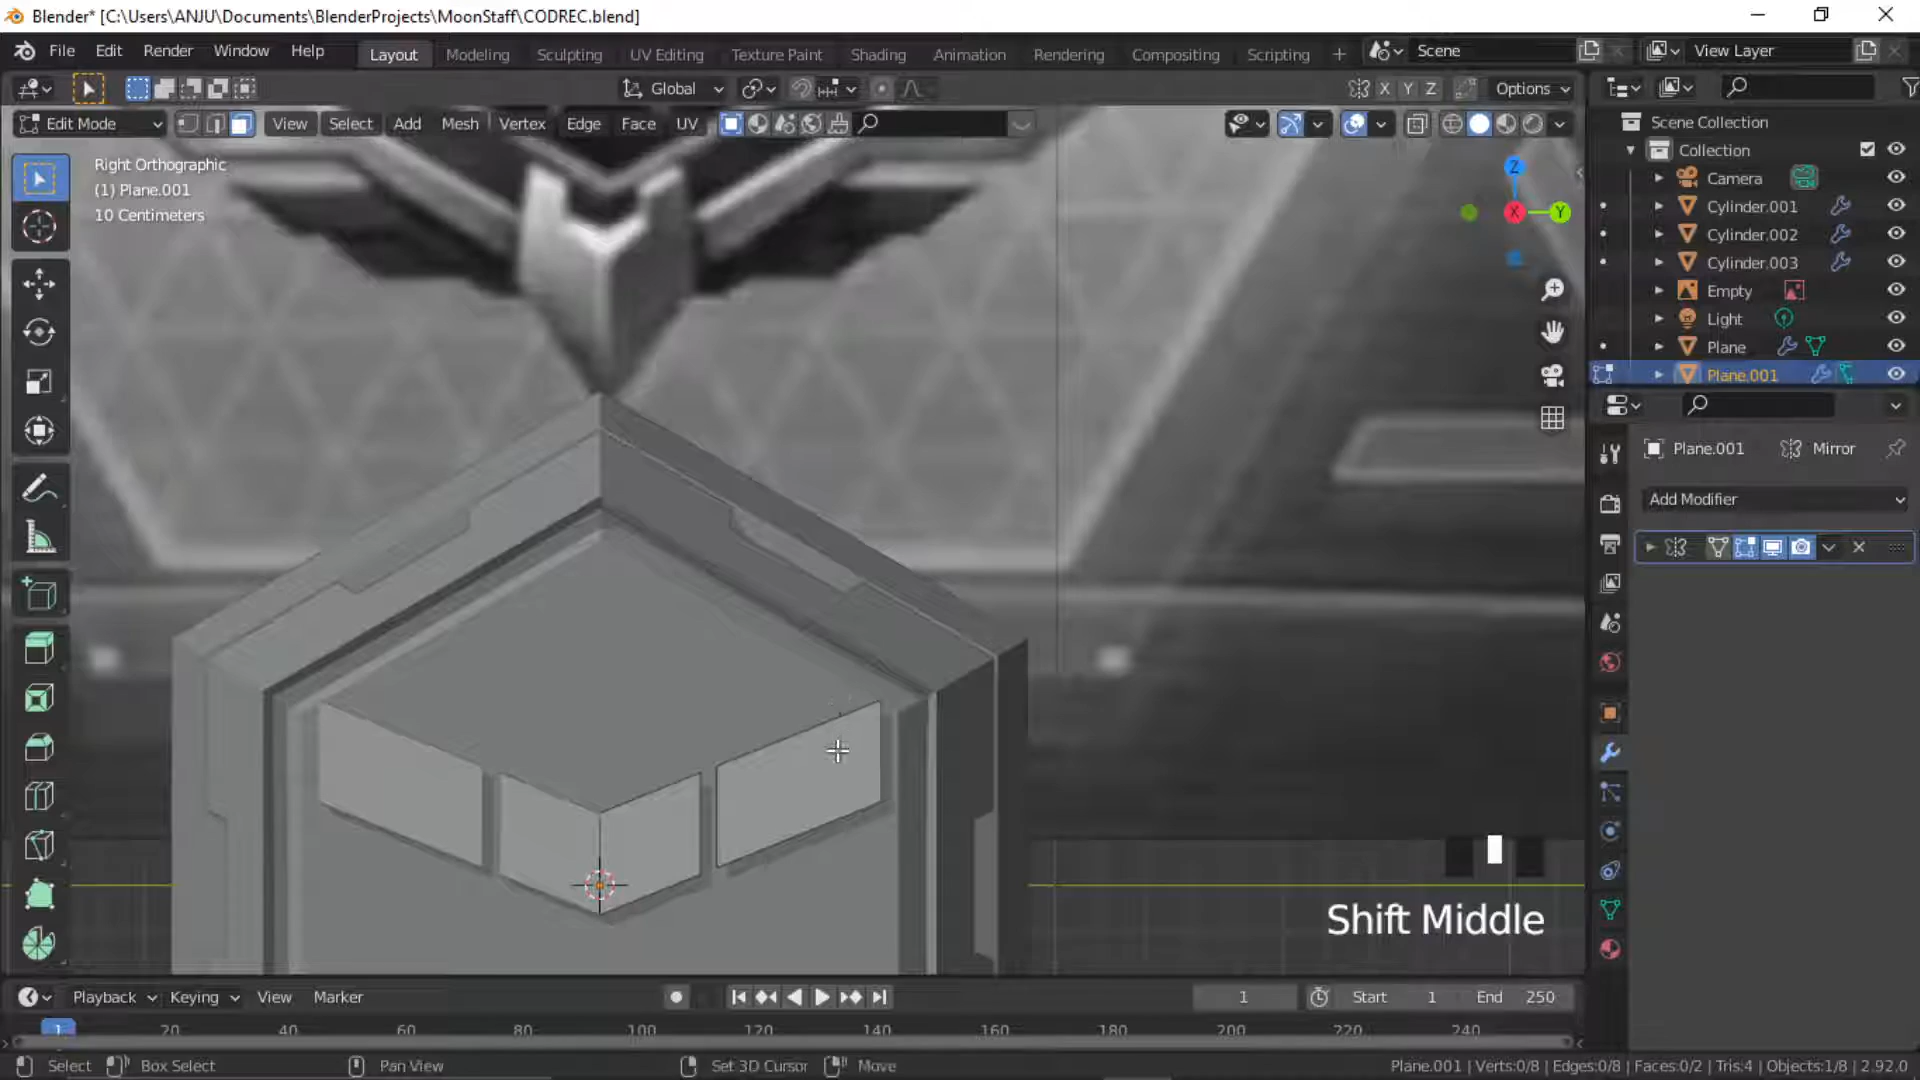 Blender* [C:\Users\ANJU\Documents\BlenderProjects\MoonStaff\CODREC.blend]
File Edit Render Window Help Layout Modeling Sculpting UV Editing Texture Paint Shading Animation Rendering Compositing Scripting + Scene View Layer
Global X Y Z Options
Edit Mode View Select Add Mesh Vertex Edge Face UV
Scene Collection
Collection
Camera
Cylinder.001
Cylinder.002
Cylinder.003
Empty
Light
Plane
Plane.001
Right Orthographic
(1) Plane.001
10 Centimeters
Z
X
Y
Plane.001 Mirror
Add Modifier
Shift Middle
Playback Keying View Marker 1 Start 1 End 250
1 20 40 60 80 100 120 140 160 180 200 220 240
Select Box Select Pan View Set 3D Cursor Move Plane.001 | Verts:0/8 | Edges:0/8 | Faces:0/2 | Tris:4 | Objects:1/8 | 2.92.0